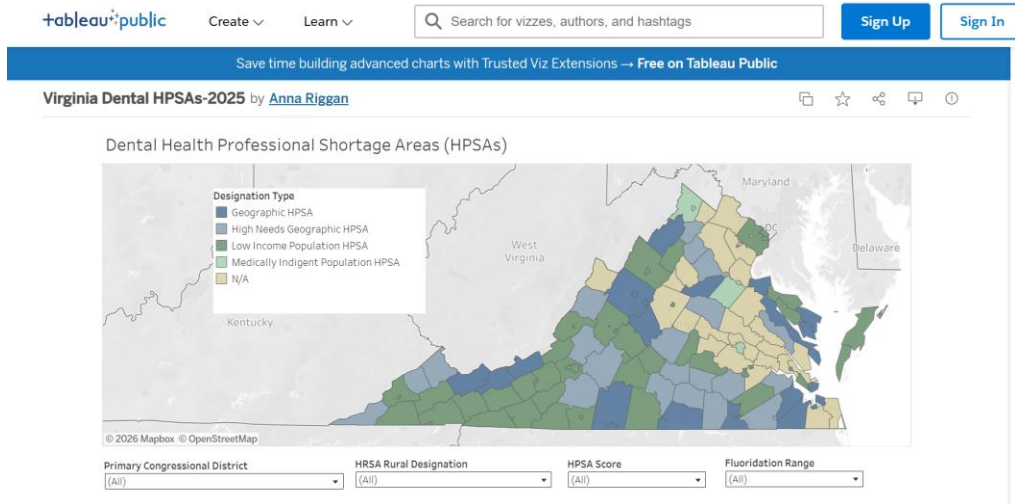 +ableau public Create Learn Search for vizzes, authors, and hashtags Sign Up Sign In
Save time building advanced charts with Trusted Viz Extensions → Free on Tableau Public
Virginia Dental HPSAs-2025 by Anna Riggan
Dental Health Professional Shortage Areas (HPSAs)
Designation Type
Geographic HPSA
High Needs Geographic HPSA
Low Income Population HPSA
Medically Indigent Population HPSA
N/A
Maryland
DC
West
Virginia
Delaware
Kentucky
© 2026 Mapbox © OpenStreetMap
Primary Congressional District HRSA Rural Designation HPSA Score Fluoridation Range
(All) (All) (All) (All)